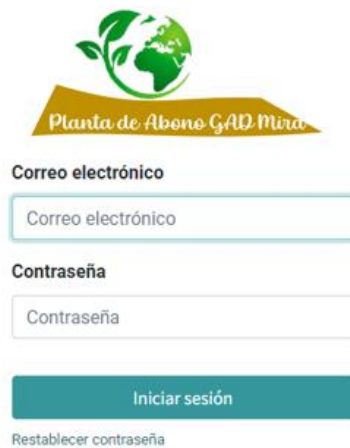 Planta de Abono GAD Mira
Correo electrónico
Correo electrónico
Contraseña
Contraseña
Iniciar sesión
Restablecer contraseña